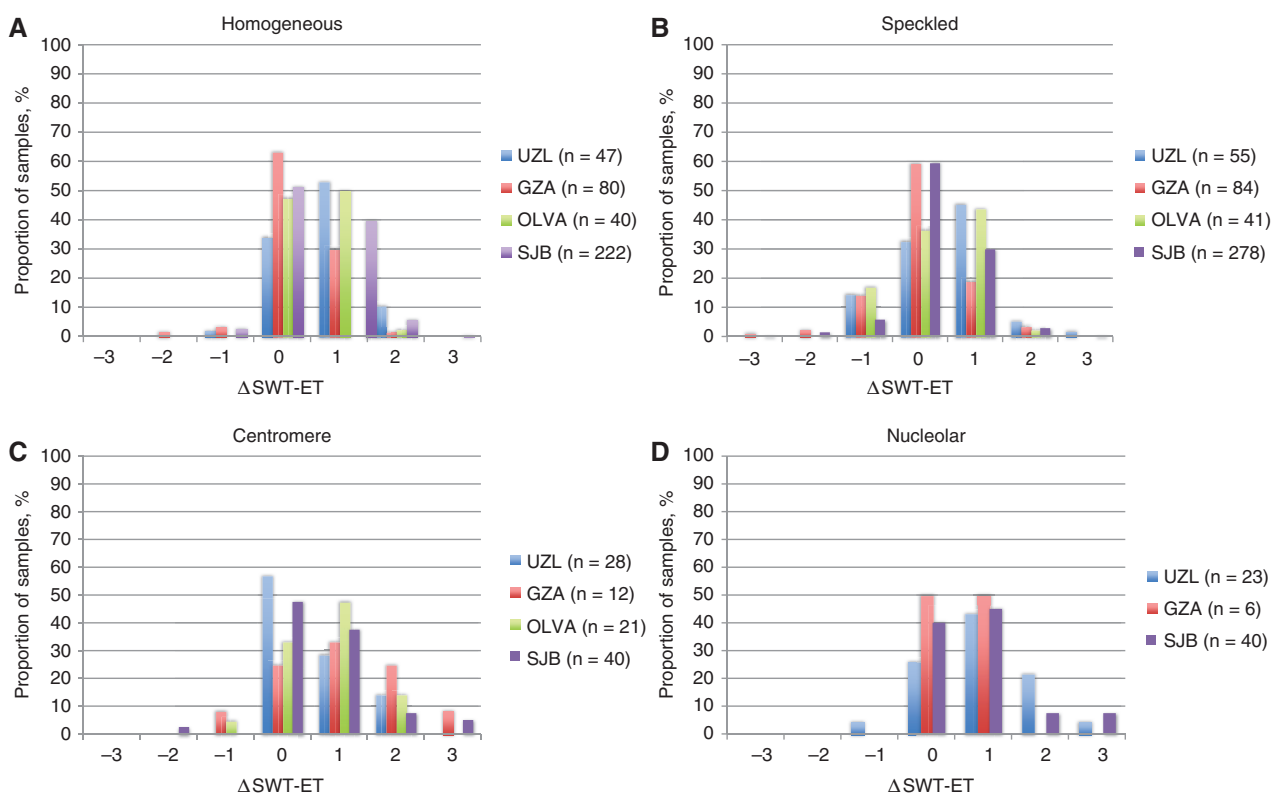 A
Homogeneous
Proportion of samples, %
100
90
80
70
60
50
40
30
20
10
0
–3 –2 –1 0 1 2 3
ΔSWT-ET
UZL (n = 47)
GZA (n = 80)
OLVA (n = 40)
SJB (n = 222)
B
Speckled
Proportion of samples, %
100
90
80
70
60
50
40
30
20
10
0
–3 –2 –1 0 1 2 3
ΔSWT-ET
UZL (n = 55)
GZA (n = 84)
OLVA (n = 41)
SJB (n = 278)
C
Centromere
Proportion of samples, %
100
90
80
70
60
50
40
30
20
10
0
–3 –2 –1 0 1 2 3
ΔSWT-ET
UZL (n = 28)
GZA (n = 12)
OLVA (n = 21)
SJB (n = 40)
D
Nucleolar
Proportion of samples, %
100
90
80
70
60
50
40
30
20
10
0
–3 –2 –1 0 1 2 3
ΔSWT-ET
UZL (n = 23)
GZA (n = 6)
SJB (n = 40)